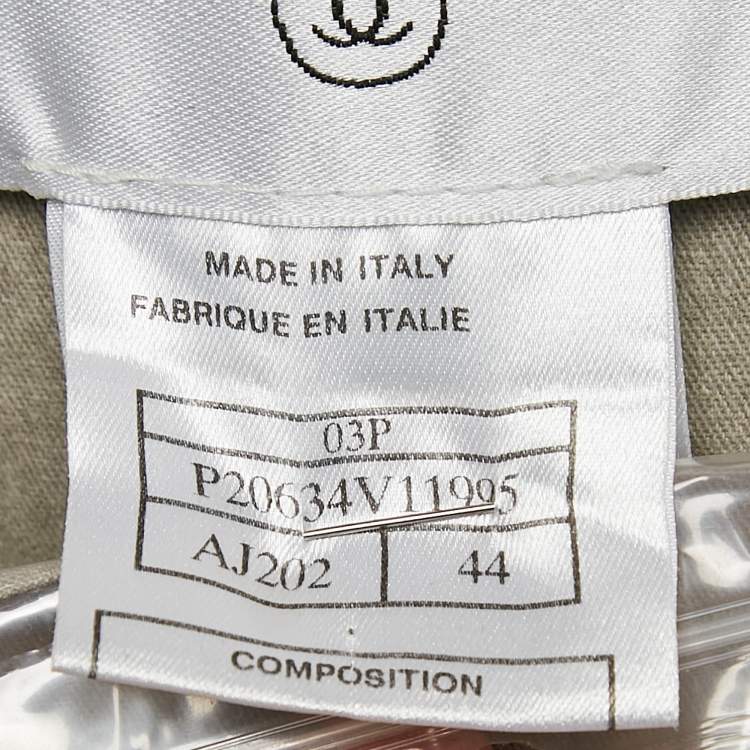 MADE IN ITALY
FABRIQUE EN ITALIE
03P
P20634V11995
AJ202 44
COMPOSITION